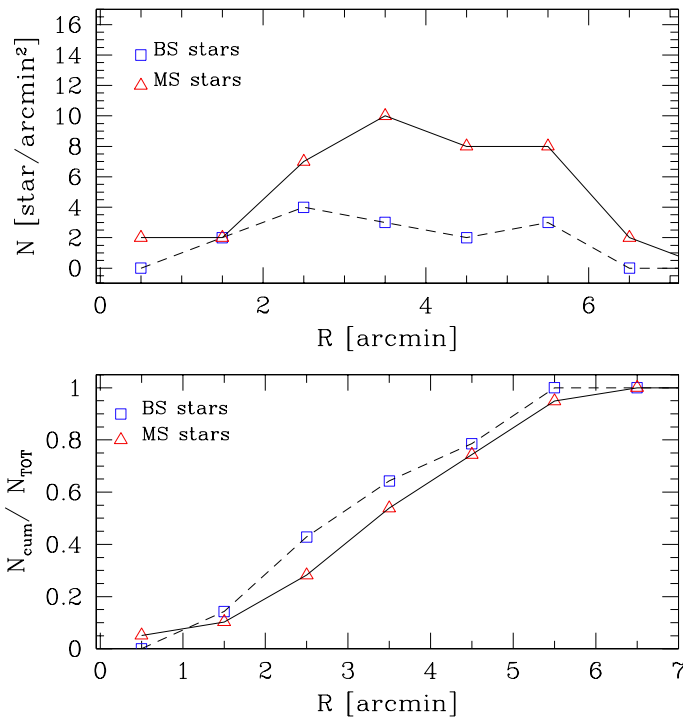 16
14
12
10
8
6
4
2
0
N [star/arcmin²]
BS stars
MS stars
0 2 4 6
R [arcmin]
1
0.8
0.6
0.4
0.2
0
N_cum / N_TOT
BS stars
MS stars
0 1 2 3 4 5 6 7
R [arcmin]